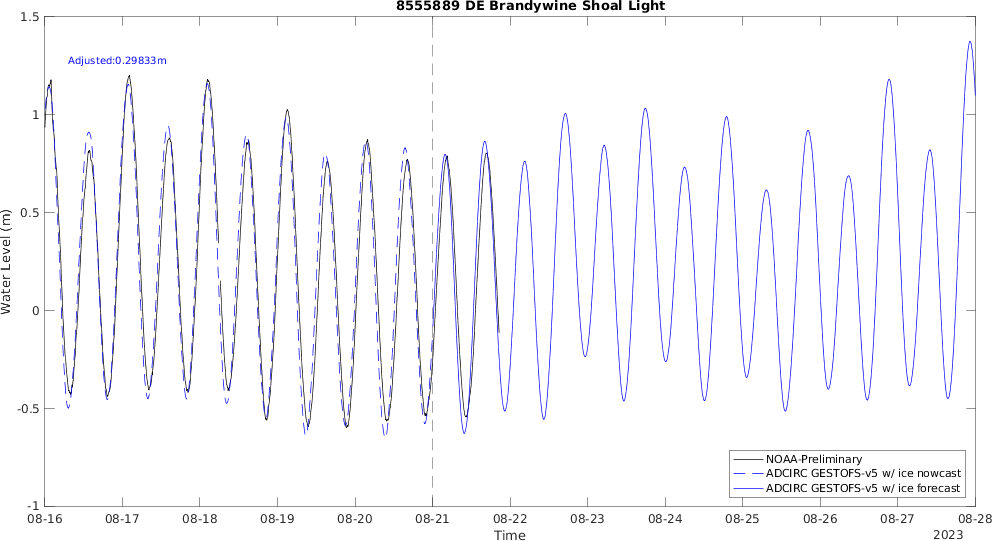 8555889 DE Brandywine Shoal Light
Adjusted:0.29833m
1.5
1
0.5
0
-0.5
-1
Water Level (m)
NOAA-Preliminary
ADCIRC GESTOFS-v5 w/ ice nowcast
ADCIRC GESTOFS-v5 w/ ice forecast
08-16 08-17 08-18 08-19 08-20 08-21 08-22 08-23 08-24 08-25 08-26 08-27 08-28
Time
2023